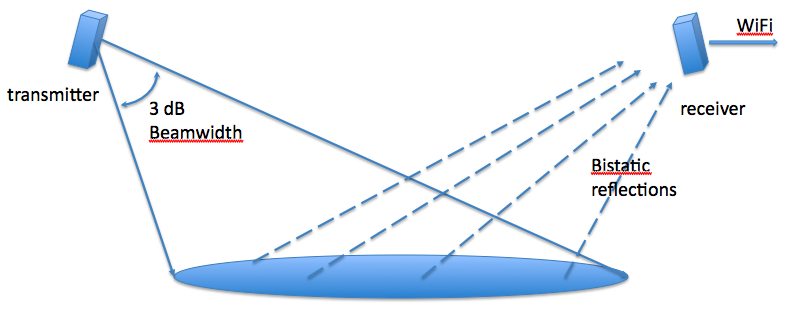 WiFi
transmitter
3 dB
Beamwidth
receiver
Bistatic
reflections